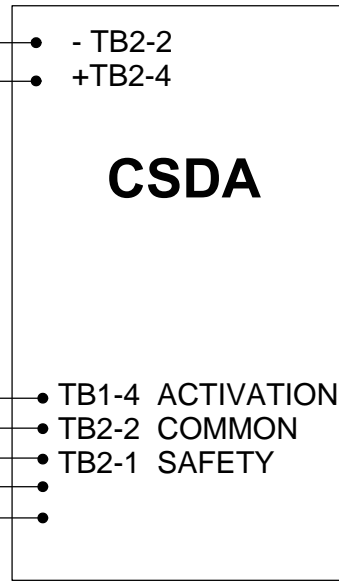 - TB2-2
+TB2-4
CSDA
TB1-4 ACTIVATION
TB2-2 COMMON
TB2-1 SAFETY